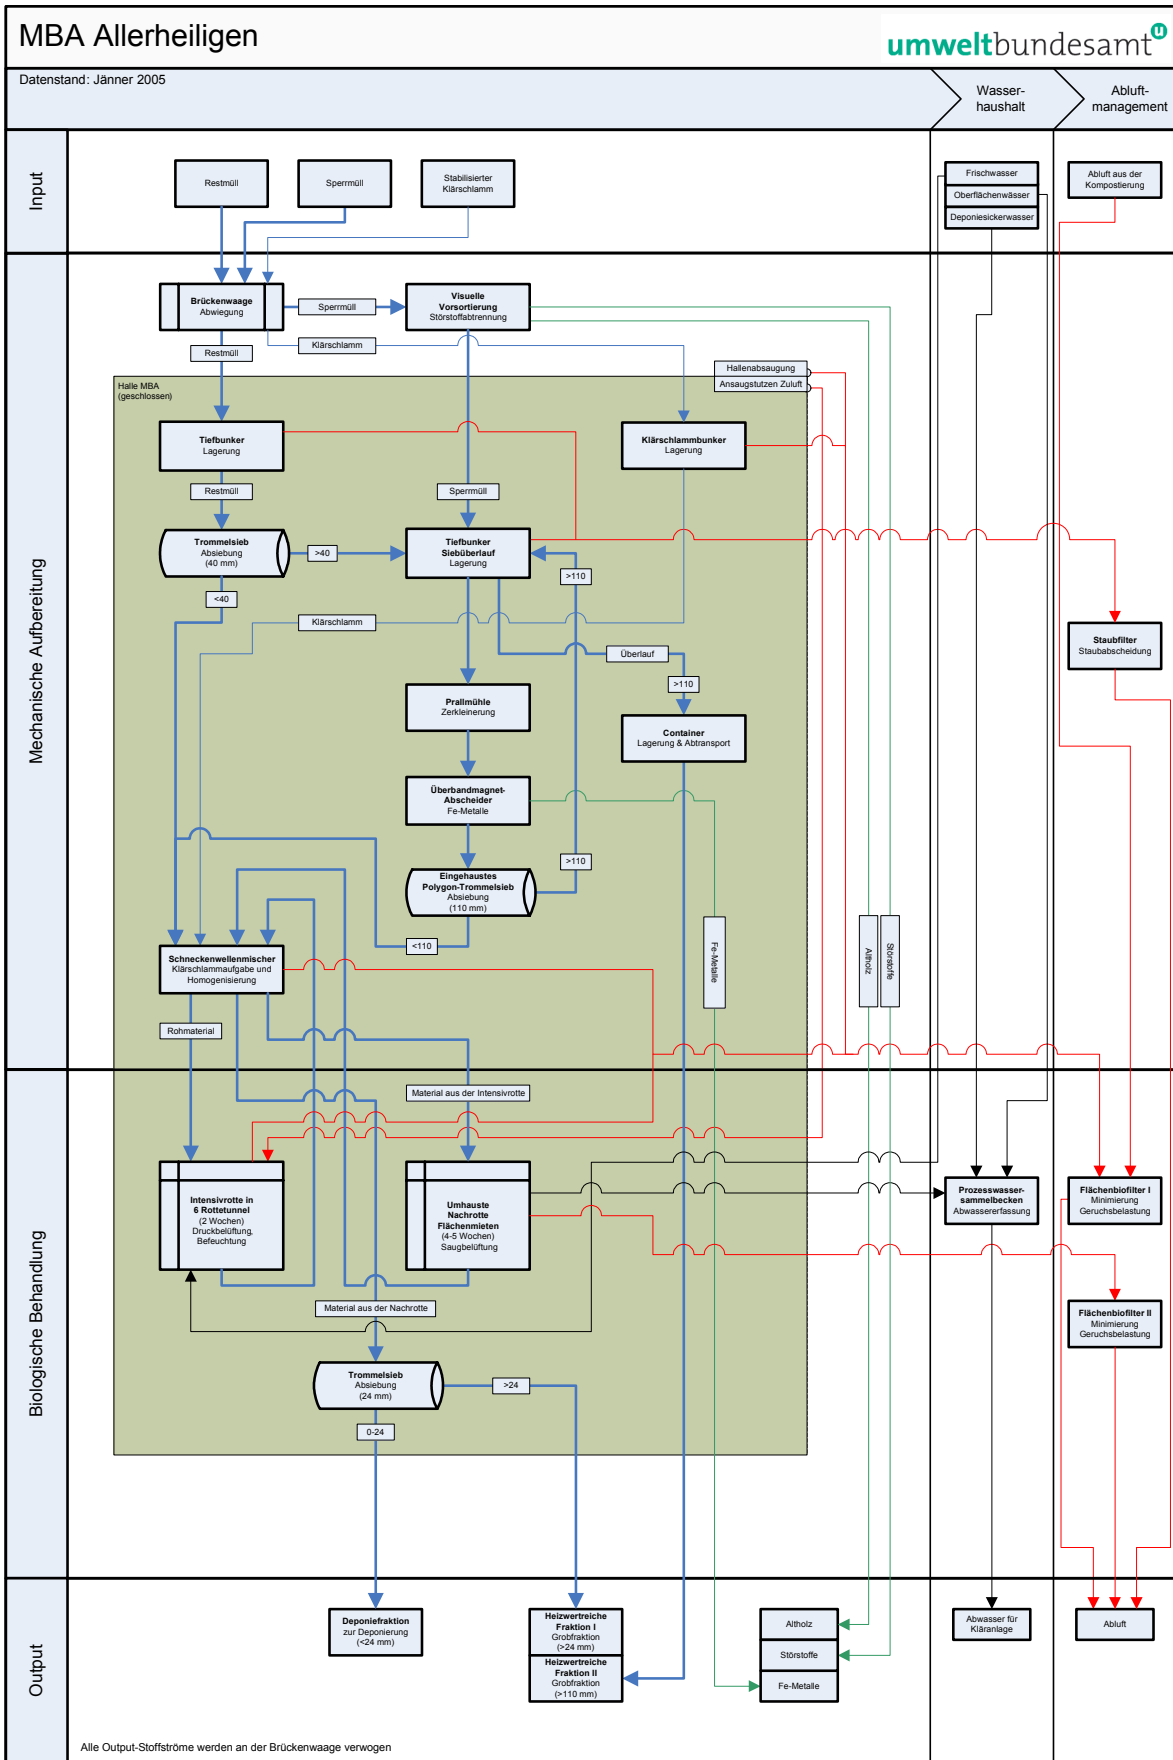 MBA Allerheiligen
umweltbundesamt
u
Datenstand: Jänner 2005
Wasser-
haushalt
Abluft-
management
Input
Restmüll
Sperrmüll
Stabilisierter
Klärschlamm
Frischwasser
Oberflächenwässer
Deponiesickerwasser
Abluft aus der
Kompostierung
Mechanische Aufbereitung
Brückenwaage
Abwiegung
Sperrmüll
Visuelle
Vorsortierung
Störstoffabtrennung
Restmüll
Klärschlamm
Hallenabsaugung
Ansaugstutzen Zuluft
Halle MBA
(geschlossen)
Tiefbunker
Lagerung
Klärschlammbunker
Lagerung
Restmüll
Sperrmüll
Trommelsieb
Absiebung
(40 mm)
>40
Tiefbunker
Siebüberlauf
Lagerung
>110
<40
Klärschlamm
Überlauf
Staubfilter
Staubabscheidung
>110
Prallmühle
Zerkleinerung
Container
Lagerung & Abtransport
Überbandmagnet-
Abscheider
Fe-Metalle
>110
Eingehaustes
Polygon-Trommelsieb
Absiebung
(110 mm)
<110
Fe-Metalle
Altholz
Störstoffe
Schneckenwellenmischer
Klärschlammaufgabe und
Homogenisierung
Rohmaterial
Biologische Behandlung
Material aus der Intensivrotte
Intensivrotte in
6 Rottetunnel
(2 Wochen)
Druckbelüftung,
Befeuchtung
Umhauste
Nachrotte
Flächenmieten
(4-5 Wochen)
Saugbelüftung
Prozesswasser-
sammelbecken
Abwassererfassung
Flächenbiofilter I
Minimierung
Geruchsbelastung
Material aus der Nachrotte
Flächenbiofilter II
Minimierung
Geruchsbelastung
Trommelsieb
Absiebung
(24 mm)
>24
0-24
Output
Deponiefraktion
zur Deponierung
(<24 mm)
Heizwertreiche
Fraktion I
Grobfraktion
(>24 mm)
Heizwertreiche
Fraktion II
Grobfraktion
(>110 mm)
Altholz
Störstoffe
Fe-Metalle
Abwasser für
Kläranlage
Abluft
Alle Output-Stoffströme werden an der Brückenwaage verwogen